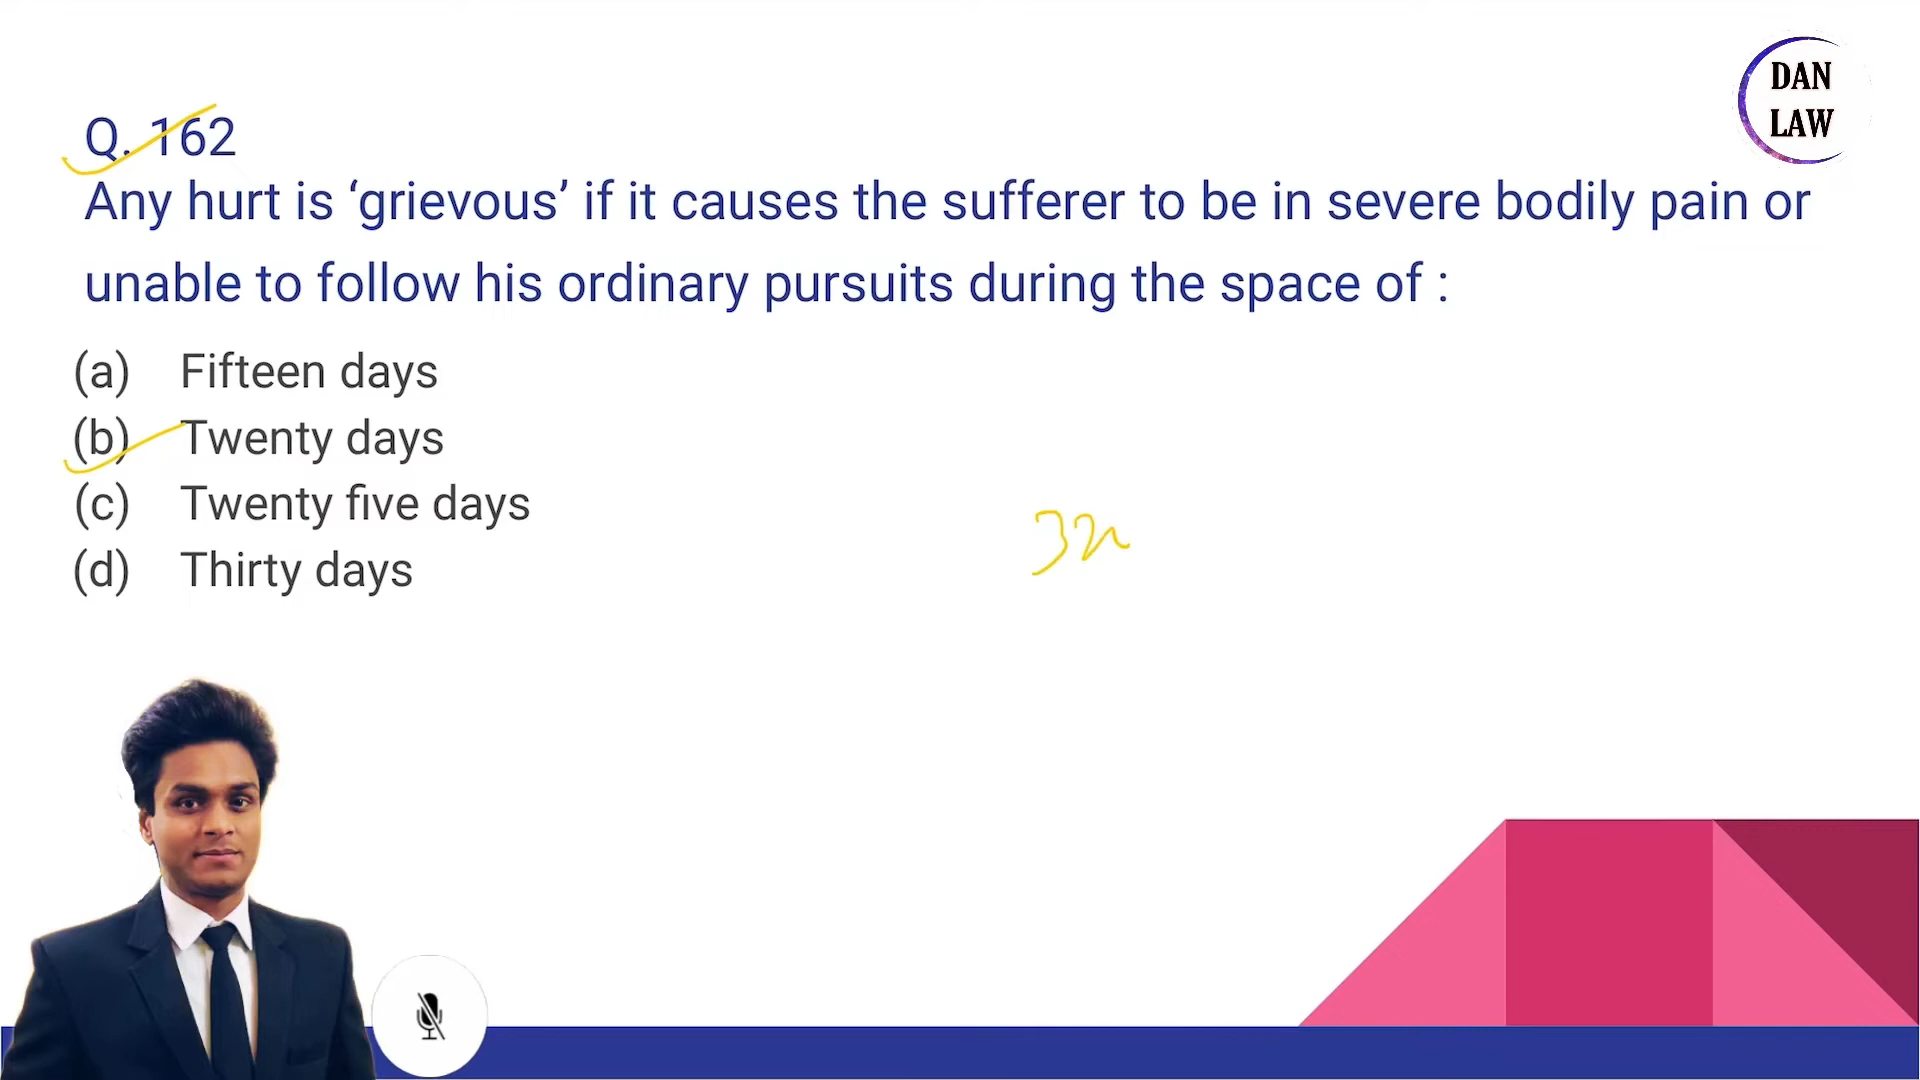 DAN
LAW
Q. 162
Any hurt is ‘grievous’ if it causes the sufferer to be in severe bodily pain or
unable to follow his ordinary pursuits during the space of :
(a) Fifteen days
(b) Twenty days
(c) Twenty five days
(d) Thirty days